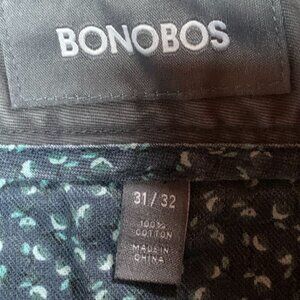 BONOBOS
31 / 32
100%
COTTON
MADE IN
CHINA